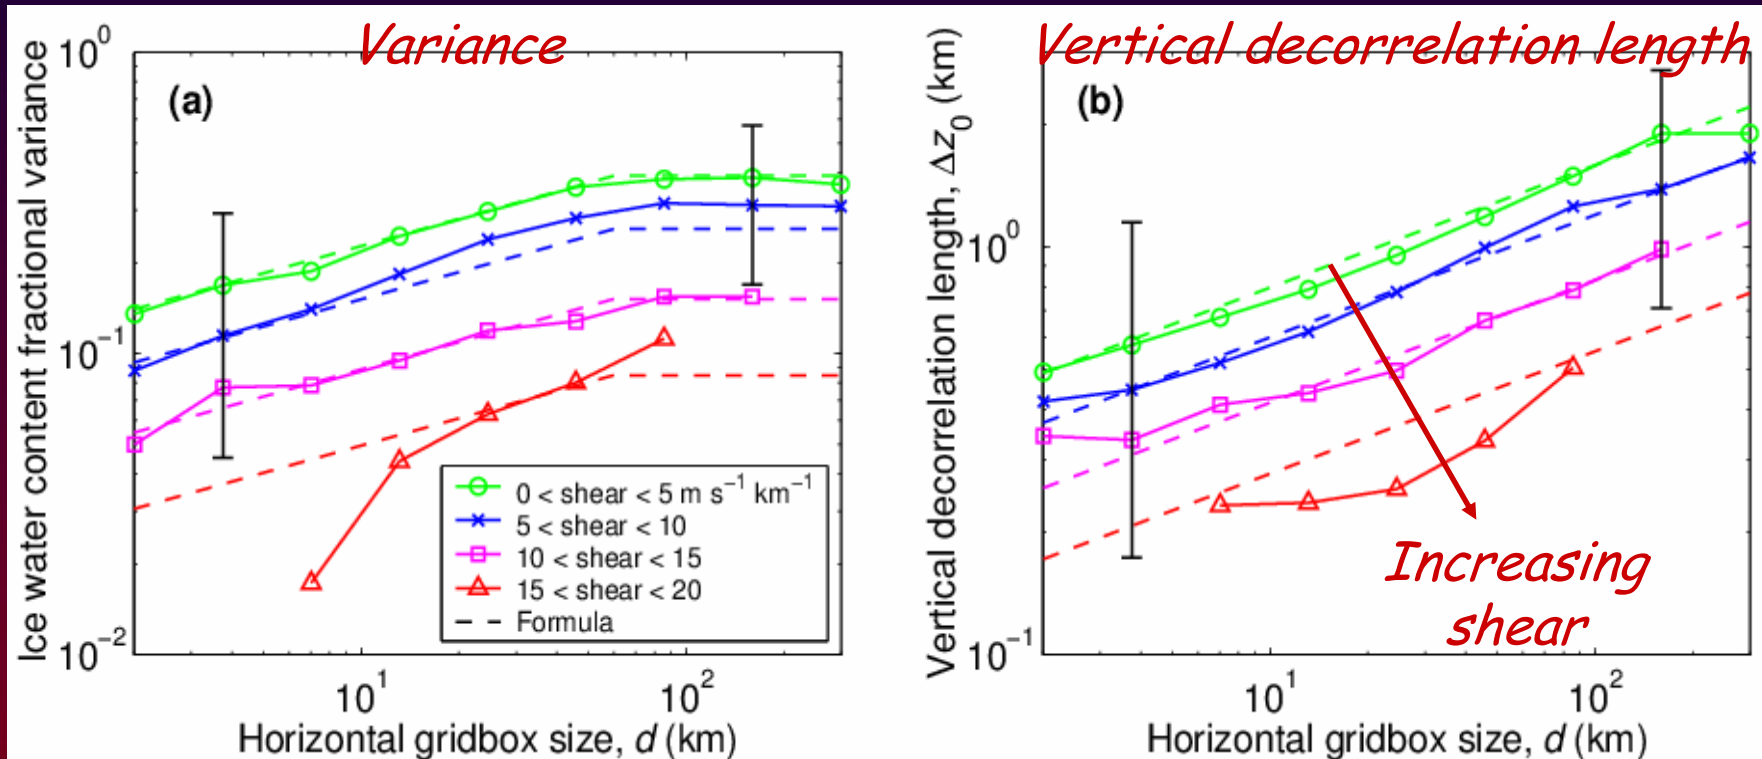 Variance
Ice water content fractional variance
10^0
10^-1
10^-2
(a)
0 < shear < 5 m s^-1 km^-1
5 < shear < 10
10 < shear < 15
15 < shear < 20
Formula
10^1
10^2
Horizontal gridbox size, d (km)
Vertical decorrelation length
Vertical decorrelation length, Δz_0 (km)
10^0
10^-1
(b)
Increasing
shear
10^1
10^2
Horizontal gridbox size, d (km)